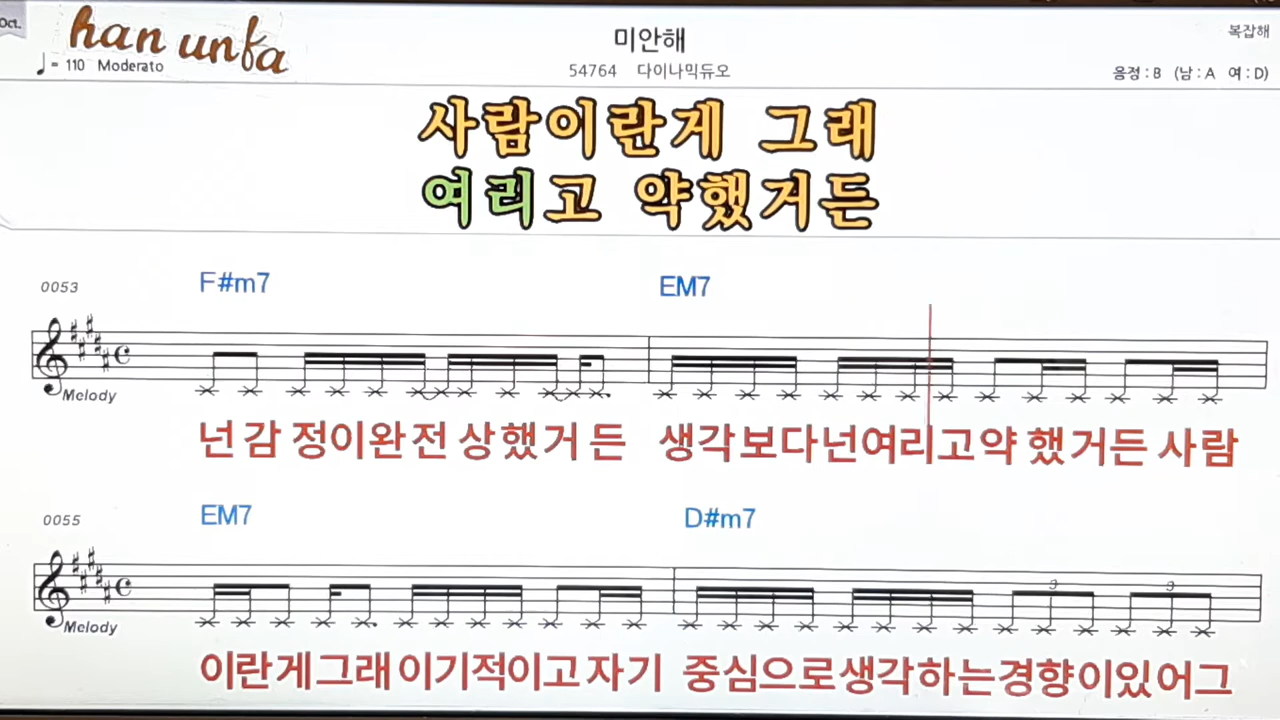 Oct.
han unfa
♩= 110 Moderato
미안해
54764 다이나믹듀오
복잡해
음정 : B (남 : A 여 : D)
사람이란게 그래
여리고 약했거든
0053
F#m7 EM7
Melody
넌 감 정이완 전 상 했 거 든 생각보다넌여리고약 했거든 사람
0055
EM7 D#m7
3 3
Melody
이란게그래이기적이고자기 중심으로생각하는경향이있어그